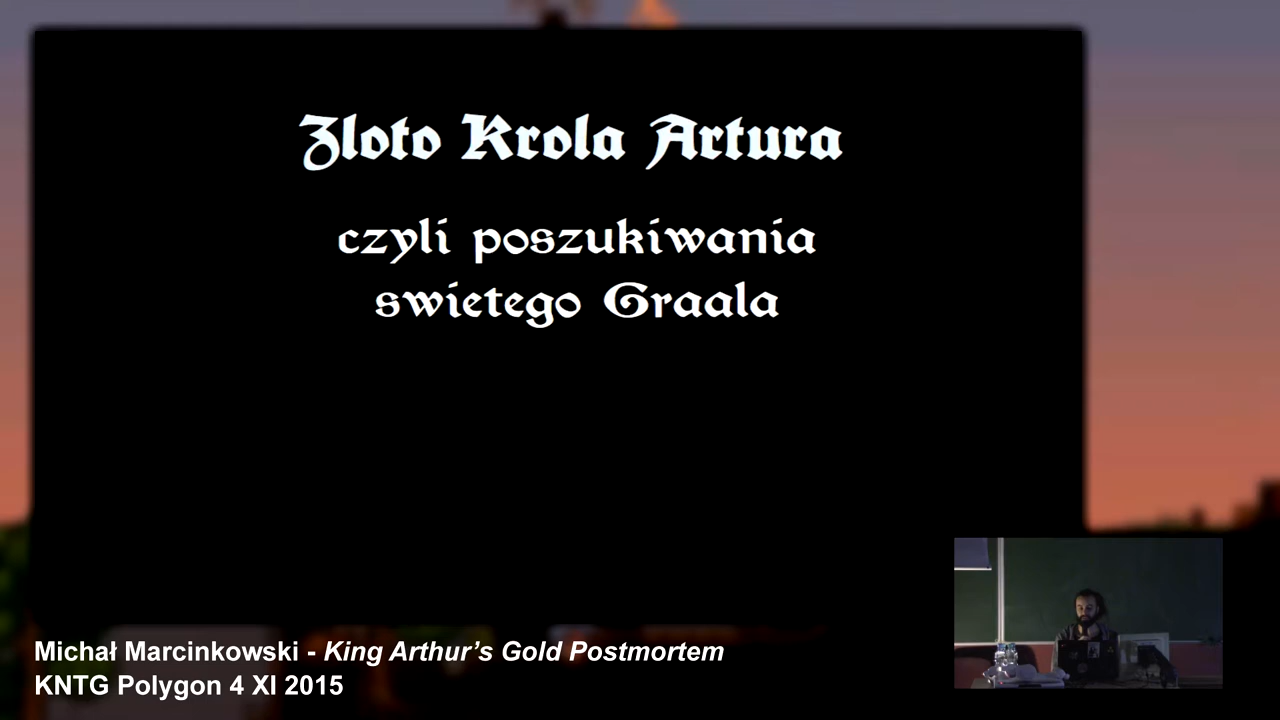 Zloto Krola Artura
czyli poszukiwania
swietego Graala
Michał Marcinkowski - King Arthur's Gold Postmortem
KNTG Polygon 4 XI 2015